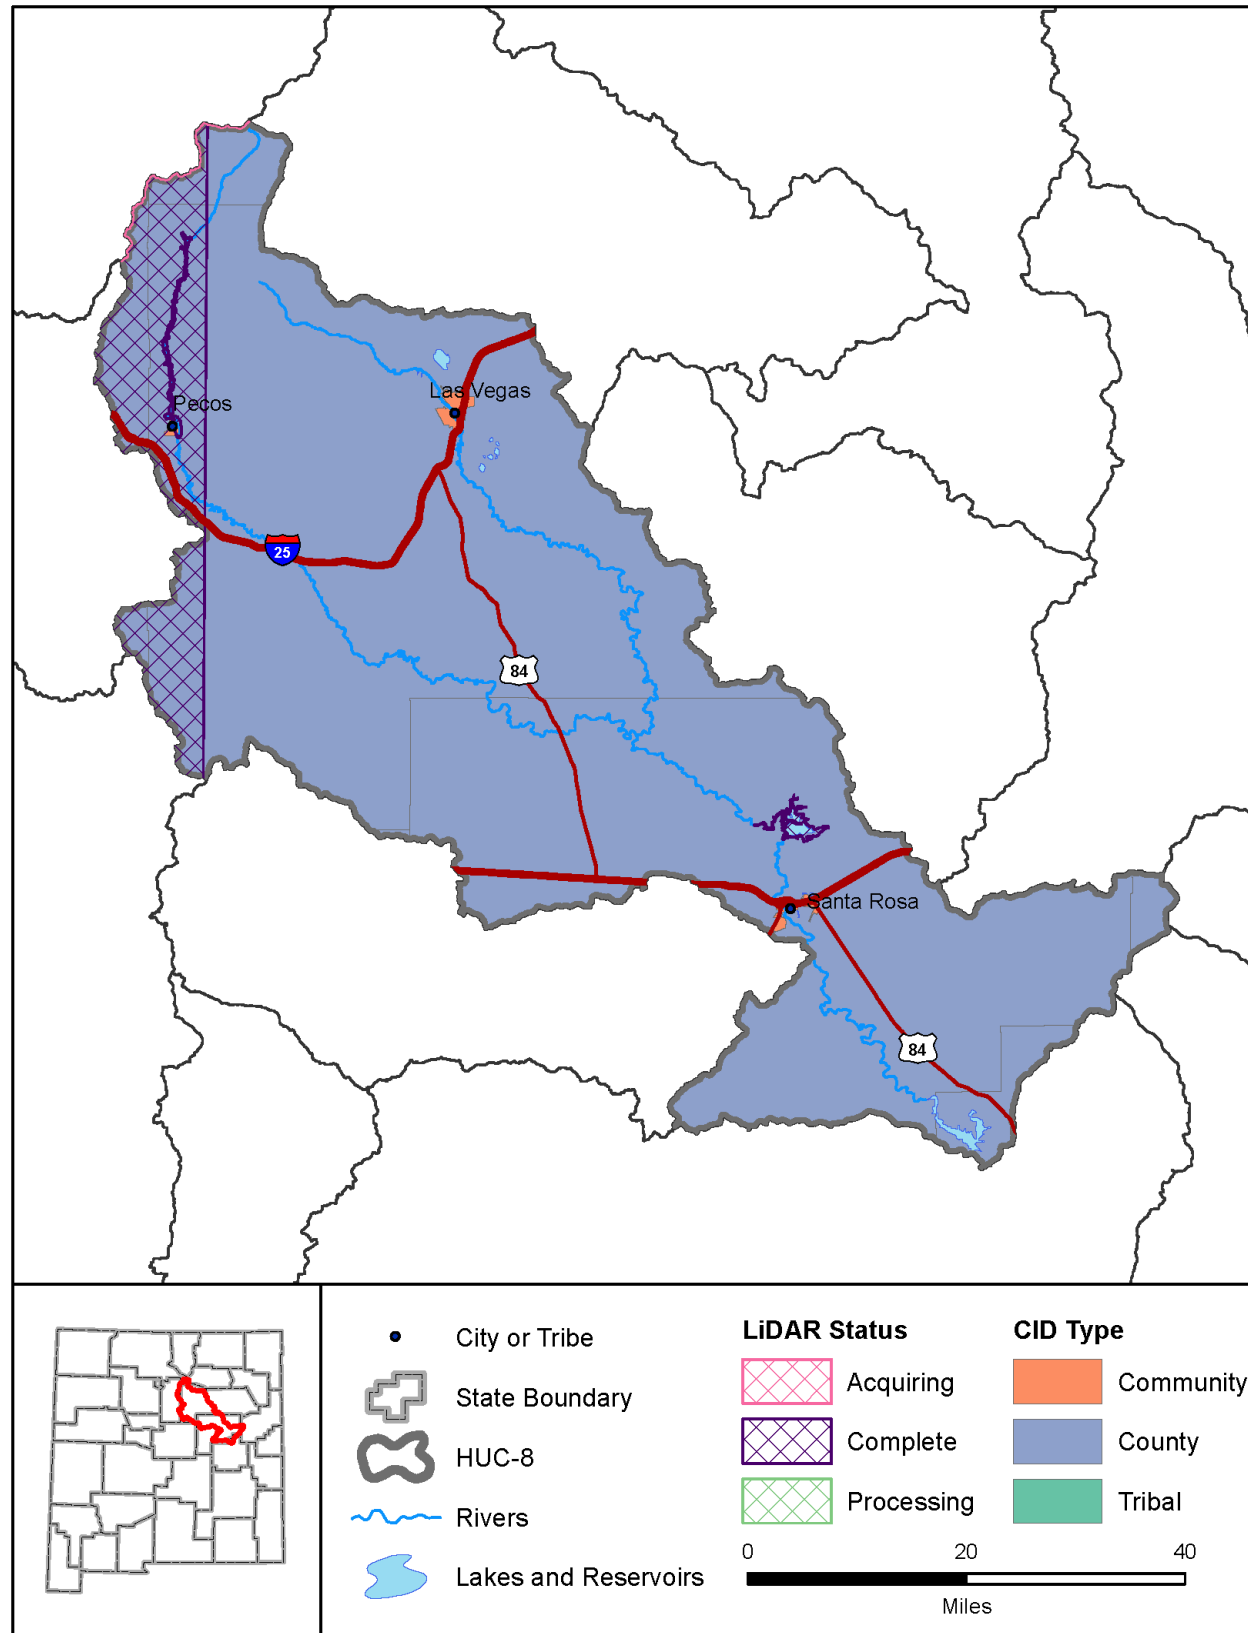 Las Vegas
Pecos
25
84
Santa Rosa
84
City or Tribe
State Boundary
HUC-8
Rivers
Lakes and Reservoirs
LiDAR Status
Acquiring
Complete
Processing
CID Type
Community
County
Tribal
0 20 40
Miles